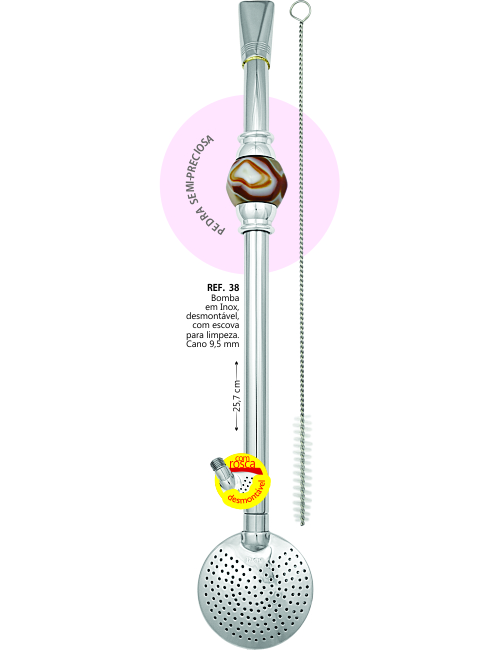 PEDRA SEMI-PRECIOSA
REF. 38
Bomba
em Inox,
desmontável,
com escova
para limpeza.
Cano 9,5 mm
25,7 cm
com
rosca
desmontável